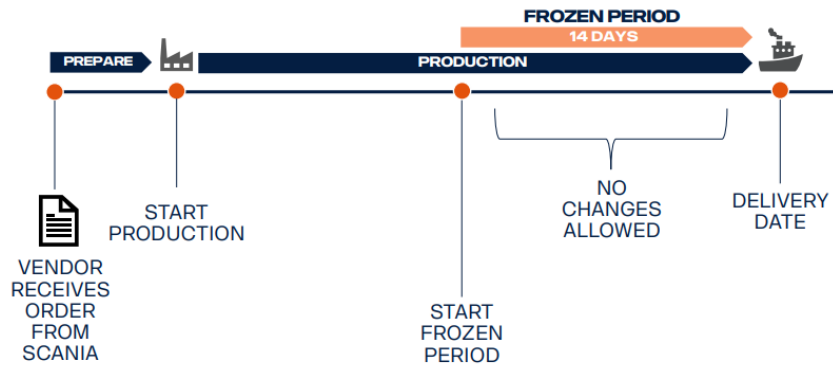 FROZEN PERIOD
14 DAYS
PREPARE
PRODUCTION
START
PRODUCTION
NO
CHANGES
ALLOWED
DELIVERY
DATE
VENDOR
RECEIVES
ORDER
FROM
SCANIA
START
FROZEN
PERIOD